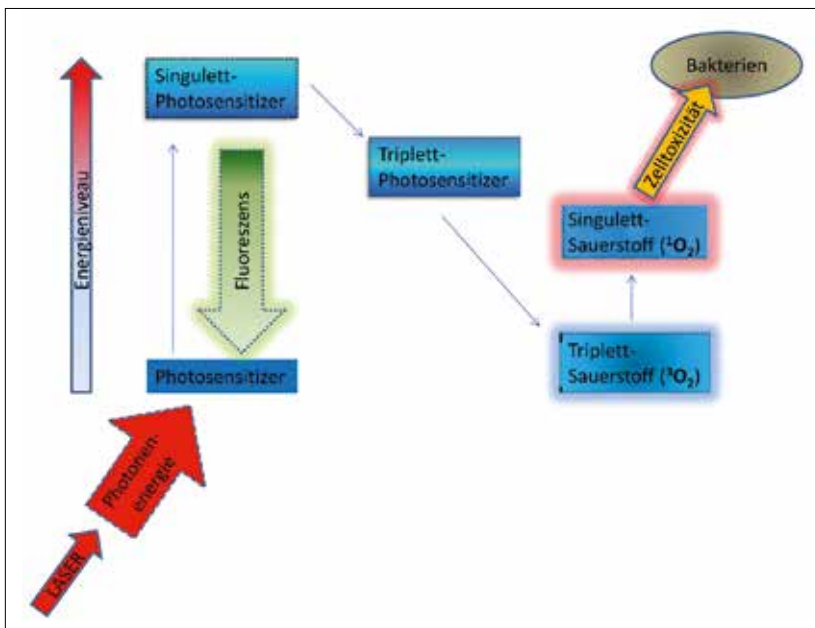 Energieniveau
Singulett-
Photosensitizer
Fluoreszens
Photosensitizer
Photonen-
energie
LASER
Triplett-
Photosensitizer
Bakterien
Zelltoxizität
Singulett-
Sauerstoff (¹O₂)
Triplett-
Sauerstoff (³O₂)